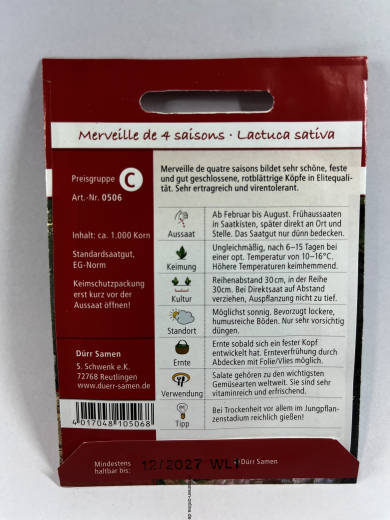 Merveille de 4 saisons · Lactuca sativa
Preisgruppe C
Art.-Nr. 0506
Inhalt: ca. 1.000 Korn
Standardsaatgut,
EG-Norm
Keimschutzpackung
erst kurz vor der
Aussaat öffnen!
Dürr Samen
S. Schwenk e.K.
72768 Reutlingen
www.duerr-samen.de
4 017048 105068
Merveille de quatre saisons bildet sehr schöne, feste
und gut geschlossene, rotblättrige Köpfe in Elitequali-
tät. Sehr ertragreich und virentolerant.
Aussaat
Ab Februar bis August. Frühaussaaten
in Saatkisten, später direkt an Ort und
Stelle. Das Saatgut nur dünn bedecken.
Keimung
Ungleichmäßig, nach 6–15 Tagen bei
einer opt. Temperatur von 10–16°C.
Höhere Temperaturen keimhemmend.
Kultur
Reihenabstand 30cm, in der Reihe
30cm. Bei Direktsaat auf Abstand
verziehen, Auspflanzung nicht zu tief.
Standort
Möglichst sonnig. Bevorzugt lockere,
humusreiche Böden. Nur sehr vorsichtig
düngen.
Ernte
Ernte sobald sich ein fester Kopf
entwickelt hat. Ernteverfrühung durch
Abdecken mit Folie/Vlies möglich.
Verwendung
Salate gehören zu den wichtigsten
Gemüsearten weltweit. Sie sind sehr
vitaminreich und erfrischend.
Tipp
Bei Trockenheit vor allem im Jungpflan-
zenstadium reichlich gießen!
Mindestens
haltbar bis:
12/2027 WL1
Dürr Samen